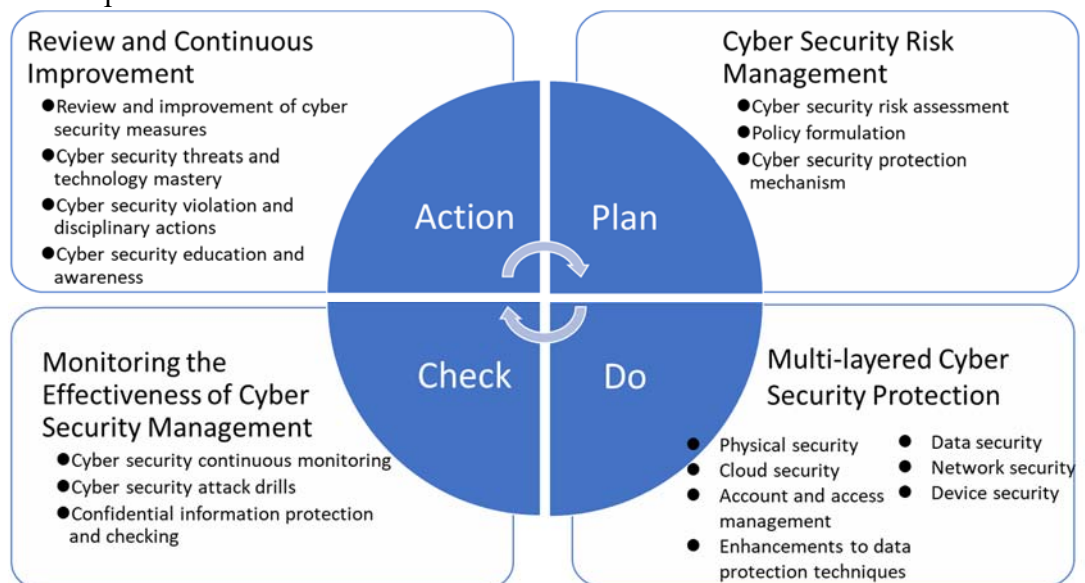 Review and Continuous
Improvement
●Review and improvement of cyber
security measures
●Cyber security threats and
technology mastery
●Cyber security violation and
disciplinary actions
●Cyber security education and
awareness
Cyber Security Risk
Management
●Cyber security risk assessment
●Policy formulation
●Cyber security protection
mechanism
Action
Plan
Check
Do
Monitoring the
Effectiveness of Cyber
Security Management
●Cyber security continuous monitoring
●Cyber security attack drills
●Confidential information protection
and checking
Multi-layered Cyber
Security Protection
● Physical security
● Cloud security
● Account and access
management
● Enhancements to data
protection techniques
● Data security
● Network security
● Device security